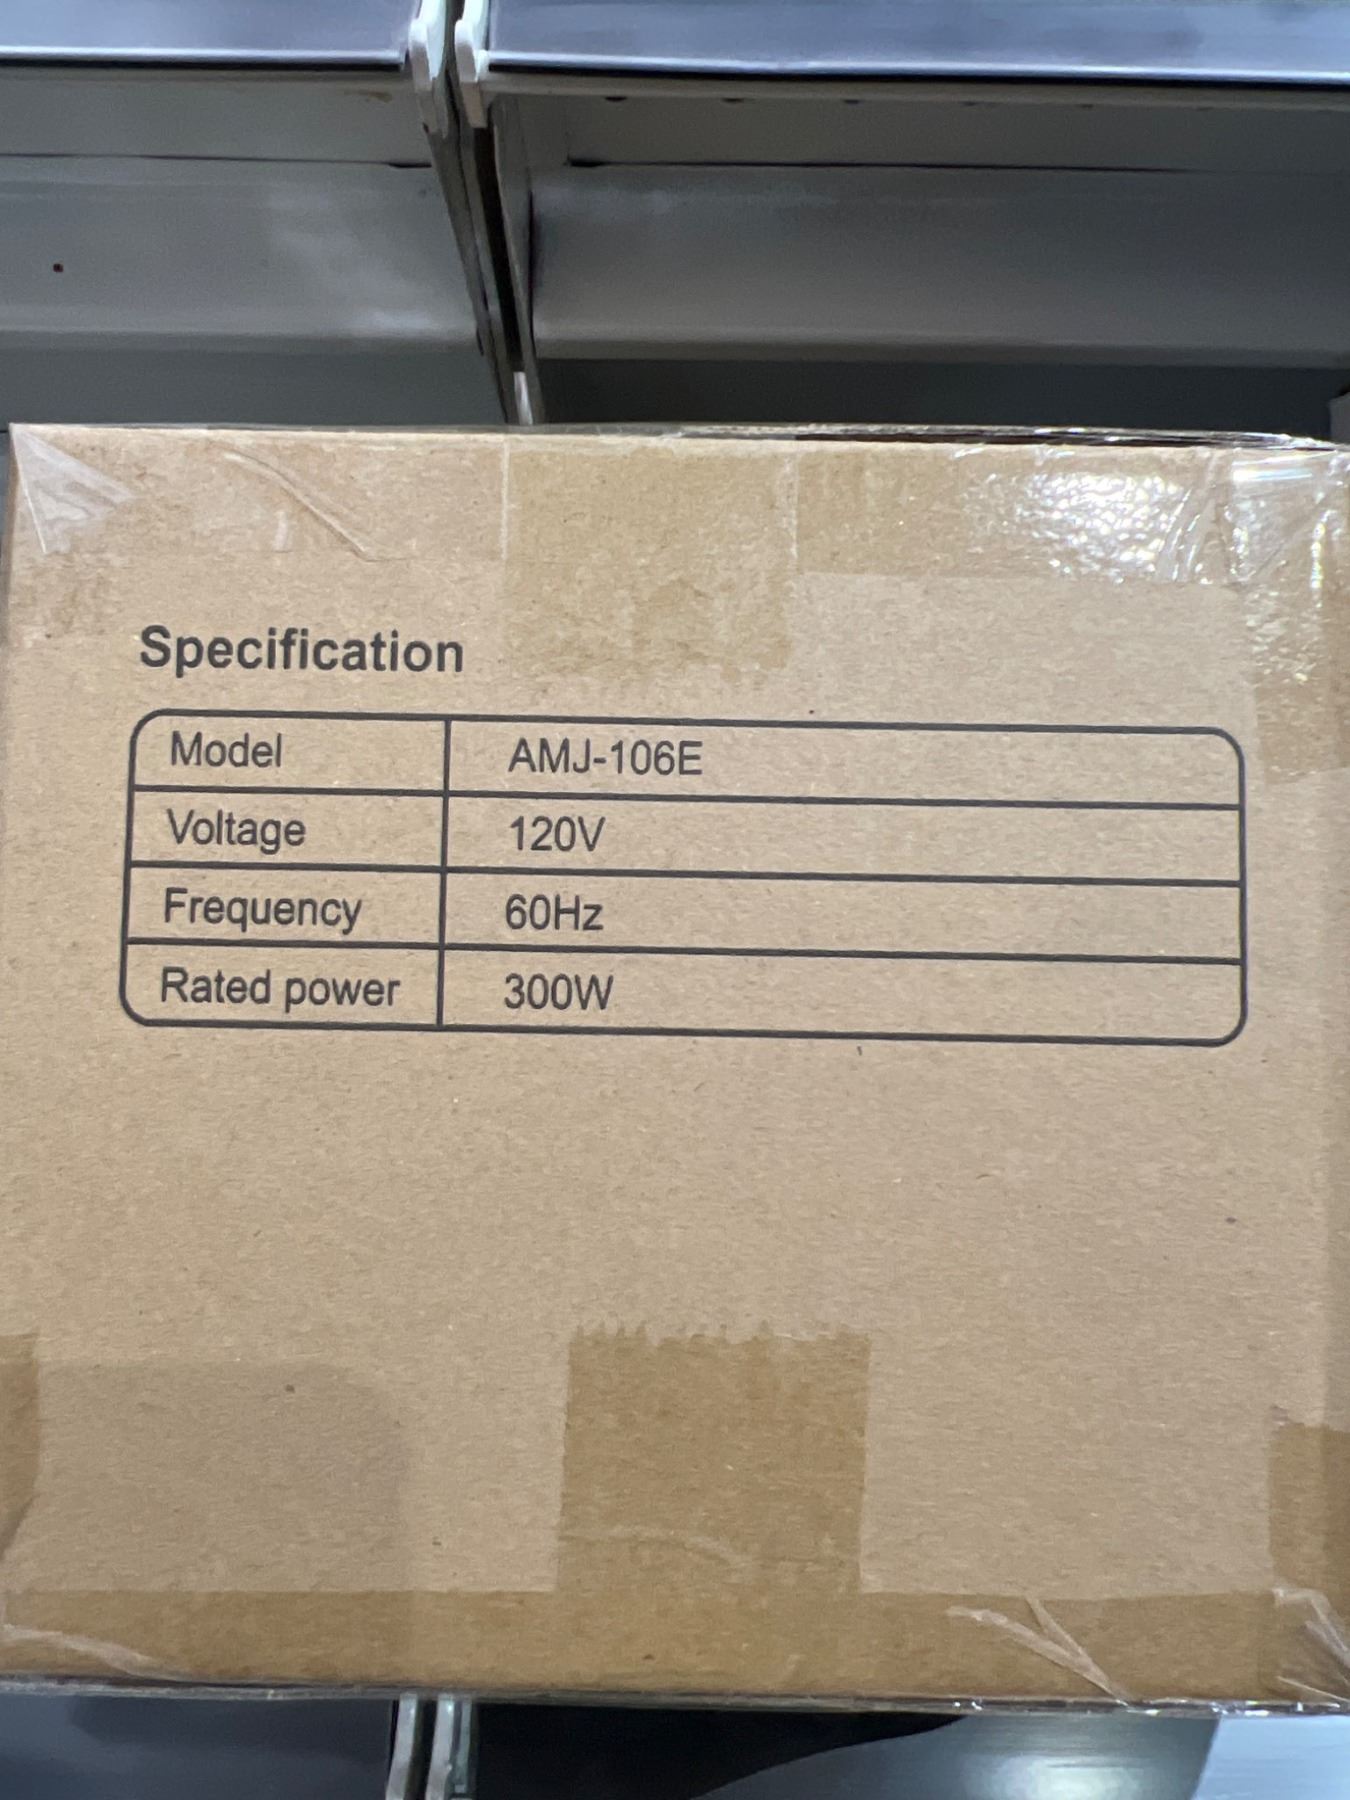 Specification
Model AMJ-106E
Voltage 120V
Frequency 60Hz
Rated power 300W